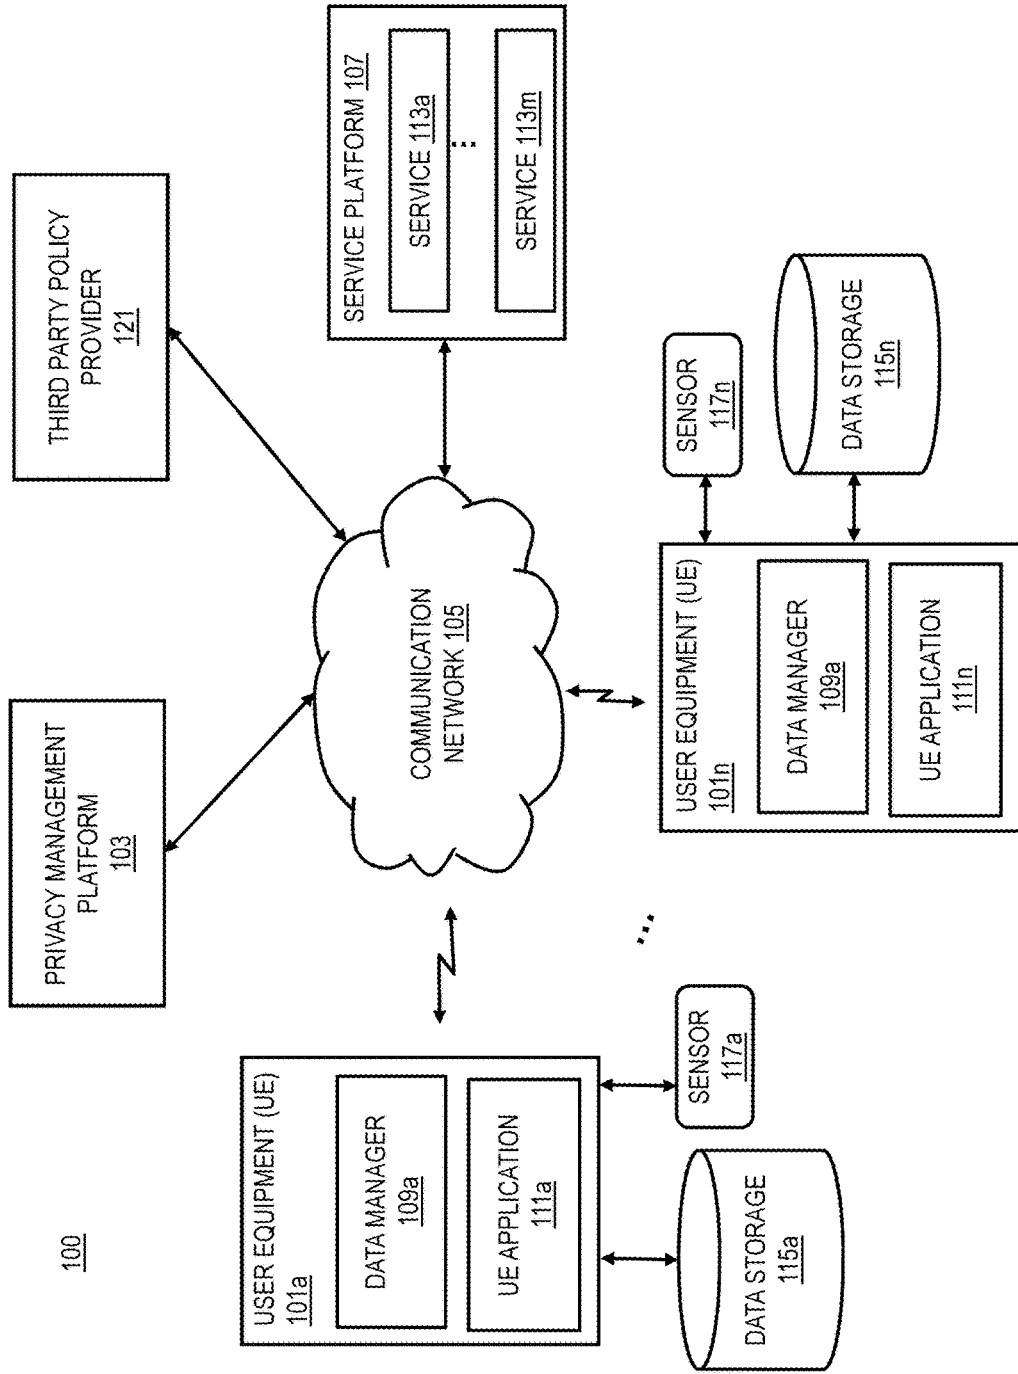 100
PRIVACY MANAGEMENT
PLATFORM
103
THIRD PARTY POLICY
PROVIDER
121
USER EQUIPMENT (UE)
101a
DATA MANAGER
109a
UE APPLICATION
111a
COMMUNICATION
NETWORK 105
SERVICE PLATFORM 107
SERVICE 113a
...
SERVICE 113m
DATA STORAGE
115a
SENSOR
117a
...
USER EQUIPMENT (UE)
101n
DATA MANAGER
109a
UE APPLICATION
111n
SENSOR
117n
DATA STORAGE
115n